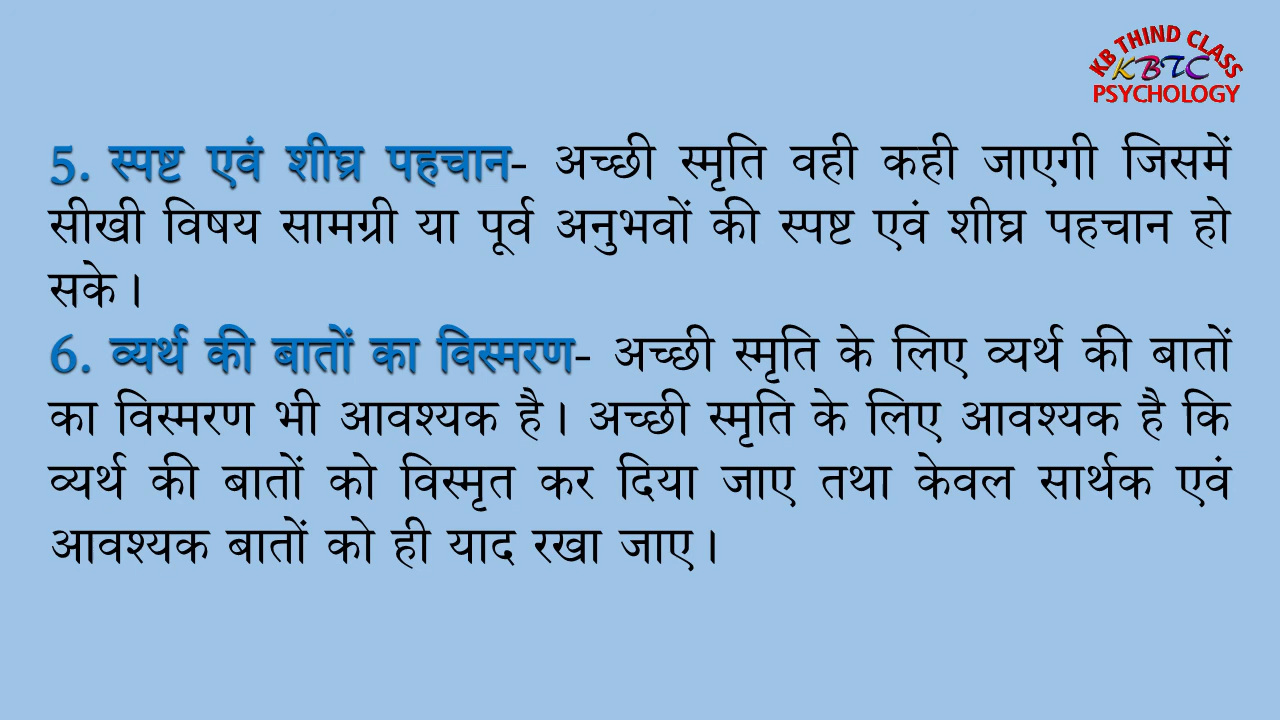 KB THIND CLASS
KBTC
PSYCHOLOGY
5. स्पष्ट एवं शीघ्र पहचान- अच्छी स्मृति वही कही जाएगी जिसमें
सीखी विषय सामग्री या पूर्व अनुभवों की स्पष्ट एवं शीघ्र पहचान हो
सके।
6. व्यर्थ की बातों का विस्मरण- अच्छी स्मृति के लिए व्यर्थ की बातों
का विस्मरण भी आवश्यक है। अच्छी स्मृति के लिए आवश्यक है कि
व्यर्थ की बातों को विस्मृत कर दिया जाए तथा केवल सार्थक एवं
आवश्यक बातों को ही याद रखा जाए।